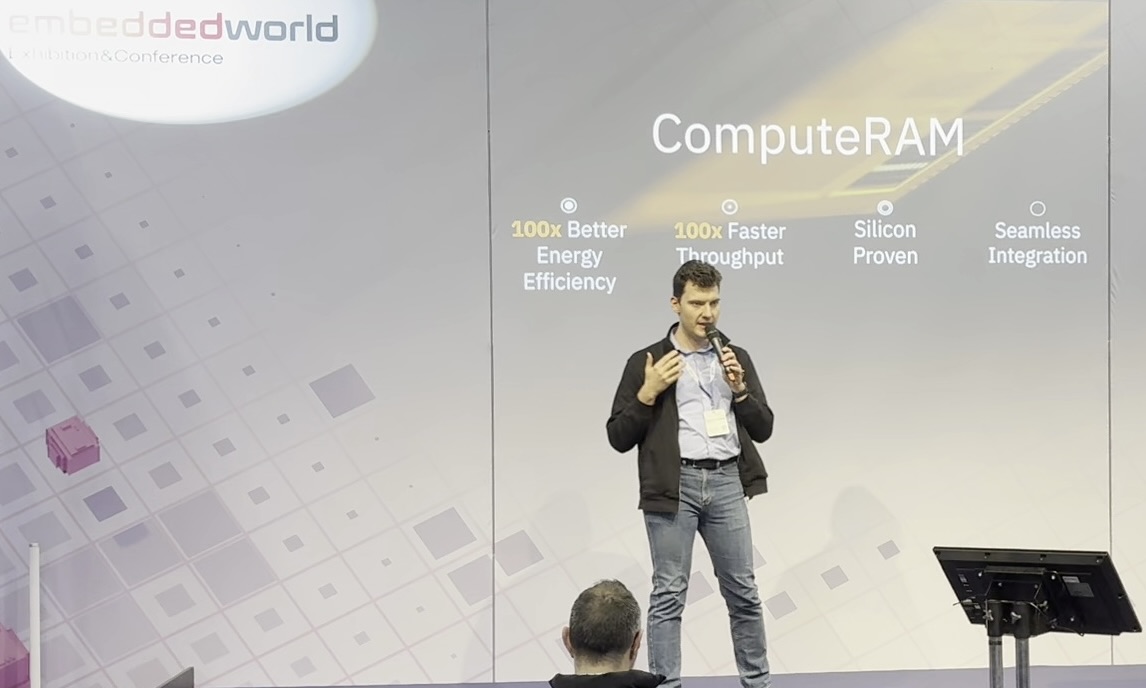 embeddedworld
Exhibition&Conference
ComputeRAM
100x Better
Energy
Efficiency
100x Faster
Throughput
Silicon
Proven
Seamless
Integration